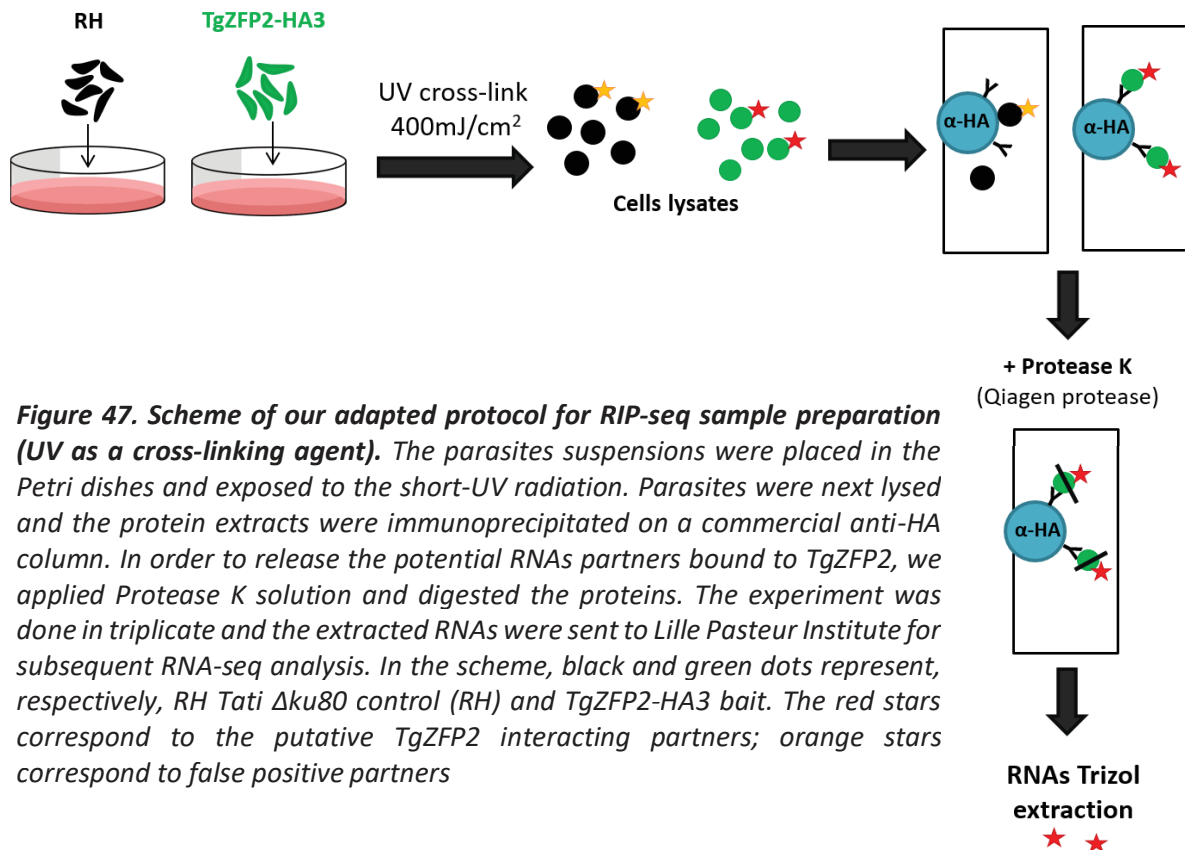 RH
TgZFP2-HA3
UV cross-link
400mJ/cm²
Cells lysates
α-HA
α-HA
+ Protease K
(Qiagen protease)
α-HA
RNAs Trizol
extraction
Figure 47. Scheme of our adapted protocol for RIP-seq sample preparation
(UV as a cross-linking agent). The parasites suspensions were placed in the
Petri dishes and exposed to the short-UV radiation. Parasites were next lysed
and the protein extracts were immunoprecipitated on a commercial anti-HA
column. In order to release the potential RNAs partners bound to TgZFP2, we
applied Protease K solution and digested the proteins. The experiment was
done in triplicate and the extracted RNAs were sent to Lille Pasteur Institute for
subsequent RNA-seq analysis. In the scheme, black and green dots represent,
respectively, RH Tati Δku80 control (RH) and TgZFP2-HA3 bait. The red stars
correspond to the putative TgZFP2 interacting partners; orange stars
correspond to false positive partners